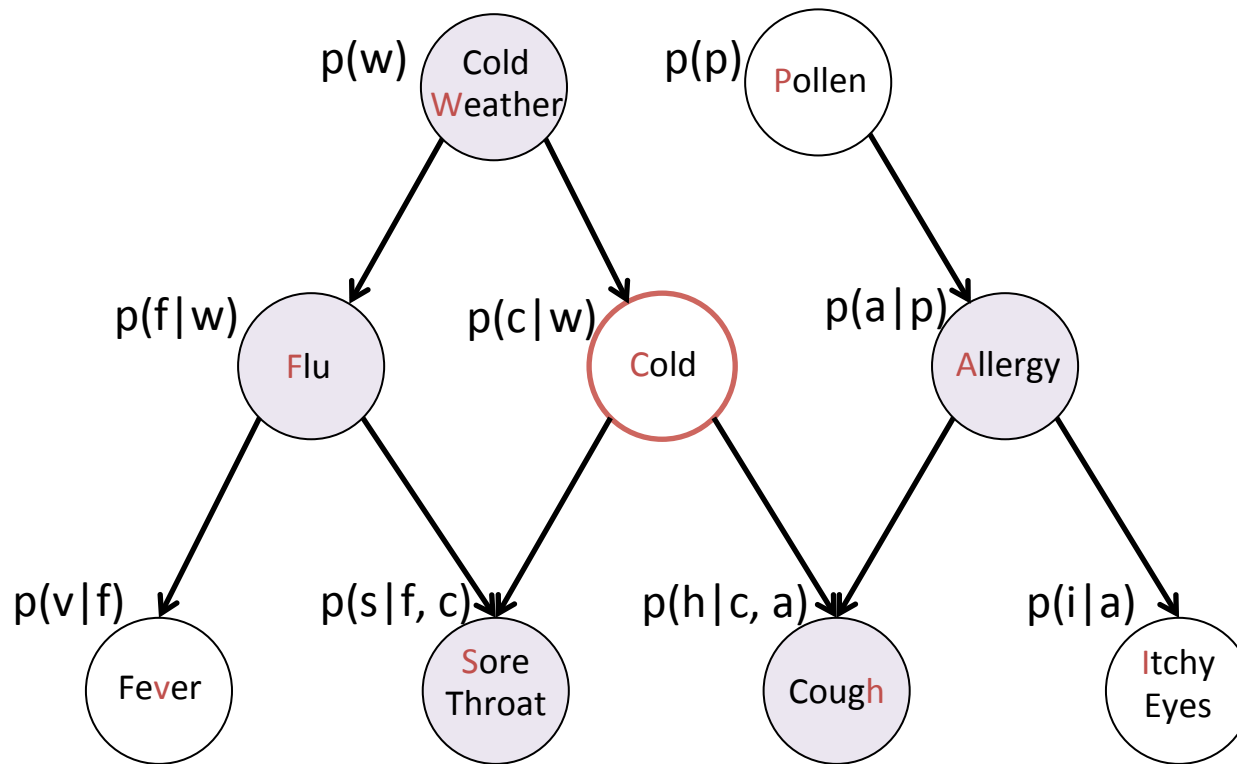 p(w)
Cold
Weather
p(p)
Pollen
p(f|w)
Flu
p(c|w)
Cold
p(a|p)
Allergy
p(v|f)
Fever
p(s|f, c)
Sore
Throat
p(h|c, a)
Cough
p(i|a)
Itchy
Eyes